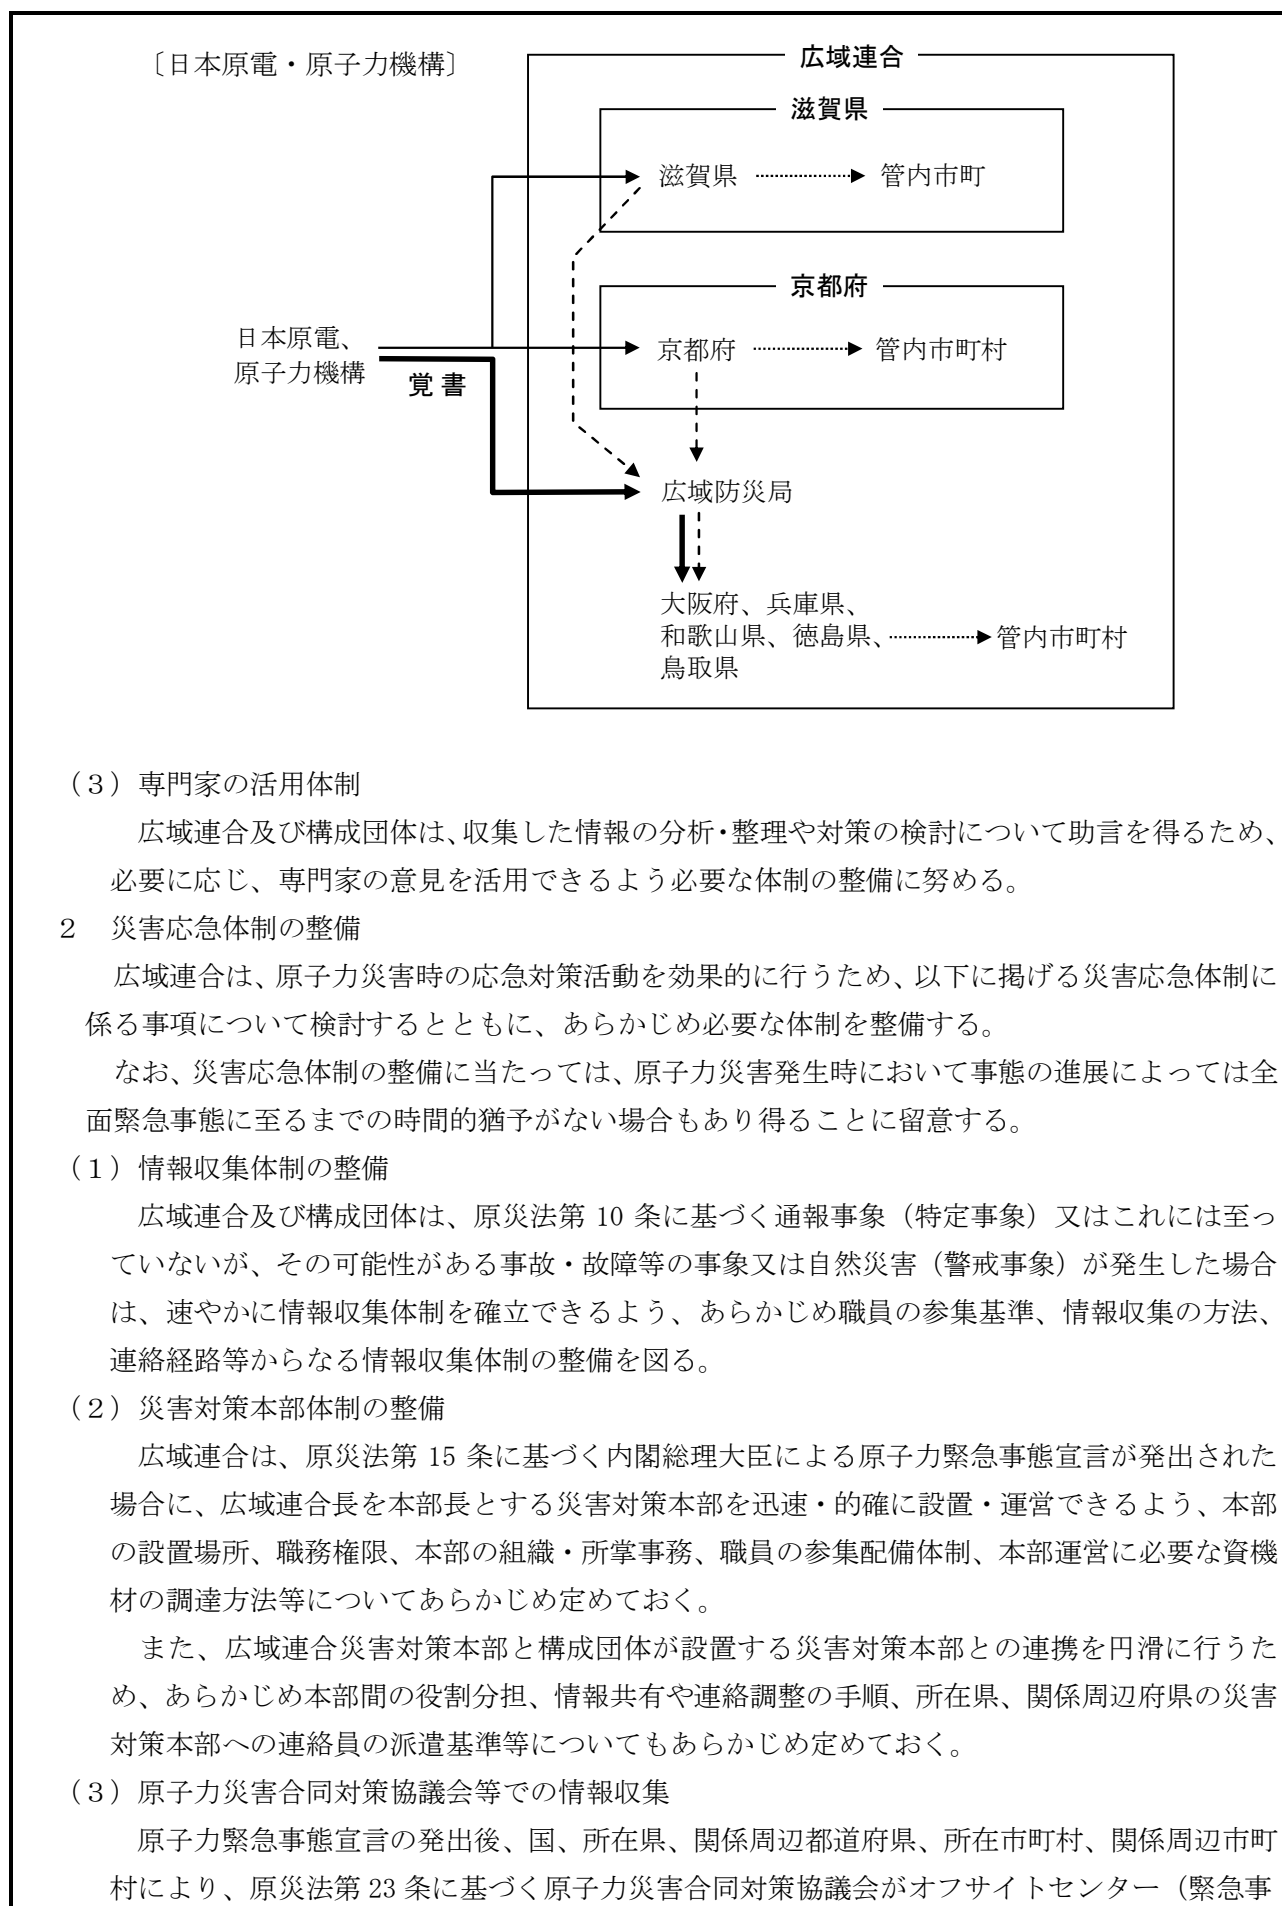 〔日本原電・原子力機構〕
広域連合
滋賀県
滋賀県
管内市町
京都府
日本原電、
原子力機構
京都府
管内市町村
覚書
広域防災局
大阪府、兵庫県、
和歌山県、徳島県、
管内市町村
鳥取県
（３）専門家の活用体制
広域連合及び構成団体は、収集した情報の分析・整理や対策の検討について助言を得るため、
必要に応じ、専門家の意見を活用できるよう必要な体制の整備に努める。
２　災害応急体制の整備
広域連合は、原子力災害時の応急対策活動を効果的に行うため、以下に掲げる災害応急体制に
係る事項について検討するとともに、あらかじめ必要な体制を整備する。
なお、災害応急体制の整備に当たっては、原子力災害発生時において事態の進展によっては全
面緊急事態に至るまでの時間的猶予がない場合もあり得ることに留意する。
（１）情報収集体制の整備
広域連合及び構成団体は、原災法第 10 条に基づく通報事象（特定事象）又はこれには至っ
ていないが、その可能性がある事故・故障等の事象又は自然災害（警戒事象）が発生した場合
は、速やかに情報収集体制を確立できるよう、あらかじめ職員の参集基準、情報収集の方法、
連絡経路等からなる情報収集体制の整備を図る。
（２）災害対策本部体制の整備
広域連合は、原災法第 15 条に基づく内閣総理大臣による原子力緊急事態宣言が発出された
場合に、広域連合長を本部長とする災害対策本部を迅速・的確に設置・運営できるよう、本部
の設置場所、職務権限、本部の組織・所掌事務、職員の参集配備体制、本部運営に必要な資機
材の調達方法等についてあらかじめ定めておく。
また、広域連合災害対策本部と構成団体が設置する災害対策本部との連携を円滑に行うた
め、あらかじめ本部間の役割分担、情報共有や連絡調整の手順、所在県、関係周辺府県の災害
対策本部への連絡員の派遣基準等についてもあらかじめ定めておく。
（３）原子力災害合同対策協議会等での情報収集
原子力緊急事態宣言の発出後、国、所在県、関係周辺都道府県、所在市町村、関係周辺市町
村により、原災法第 23 条に基づく原子力災害合同対策協議会がオフサイトセンター（緊急事